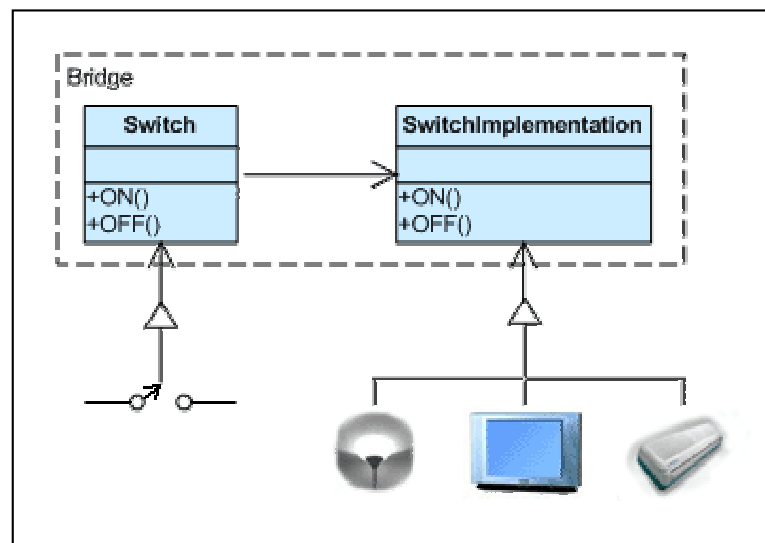 Bridge
Switch
+ON()
+OFF()
SwitchImplementation
+ON()
+OFF()